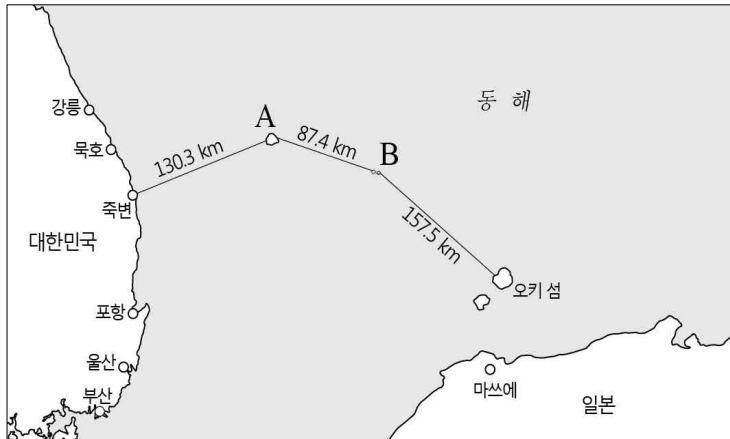 동 해
강릉
A
87.4 km
B
묵호
130.3 km
죽변
157.5 km
대한민국
오키 섬
포항
울산
마쓰에
부산
일본